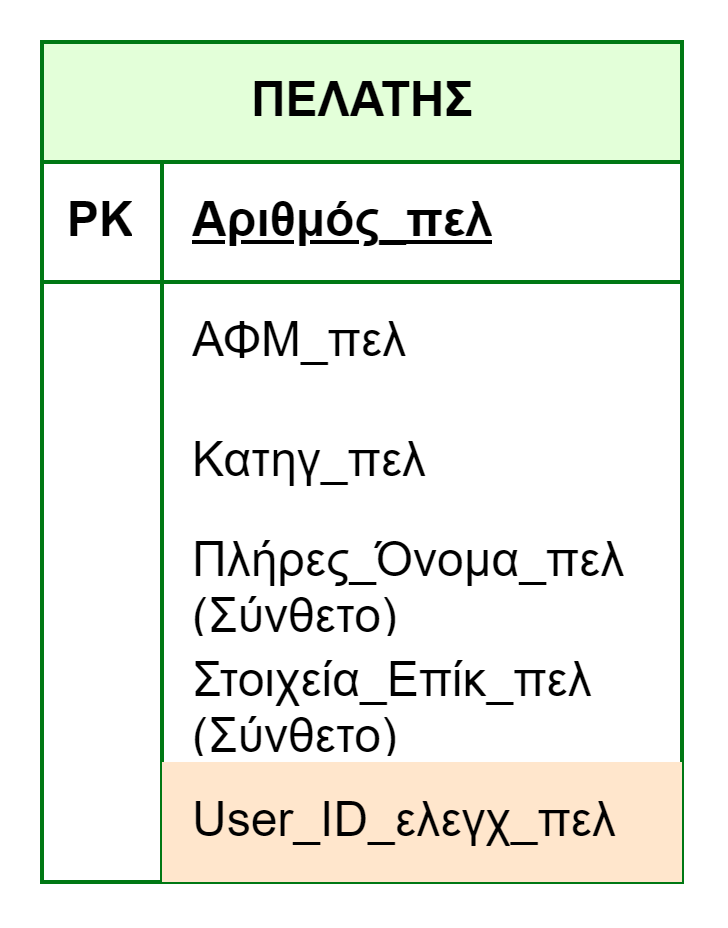 ΠΕΛΑΤΗΣ
PK Αριθμός_πελ
ΑΦΜ_πελ
Κατηγ_πελ
Πλήρες_Όνομα_πελ
(Σύνθετο)
Στοιχεία_Επίκ_πελ
(Σύνθετο)
User_ID_ελεγχ_πελ